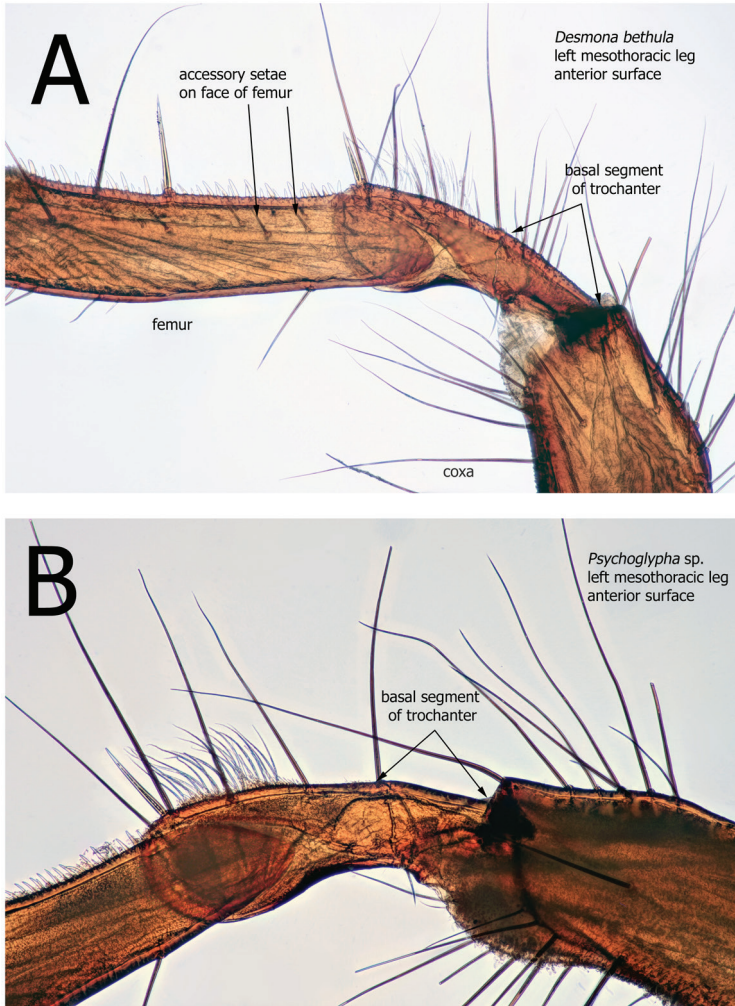 A
Desmona bethula
left mesothoracic leg
anterior surface
accessory setae
on face of femur
basal segment
of trochanter
femur
coxa
B
Psychoglypha sp.
left mesothoracic leg
anterior surface
basal segment
of trochanter